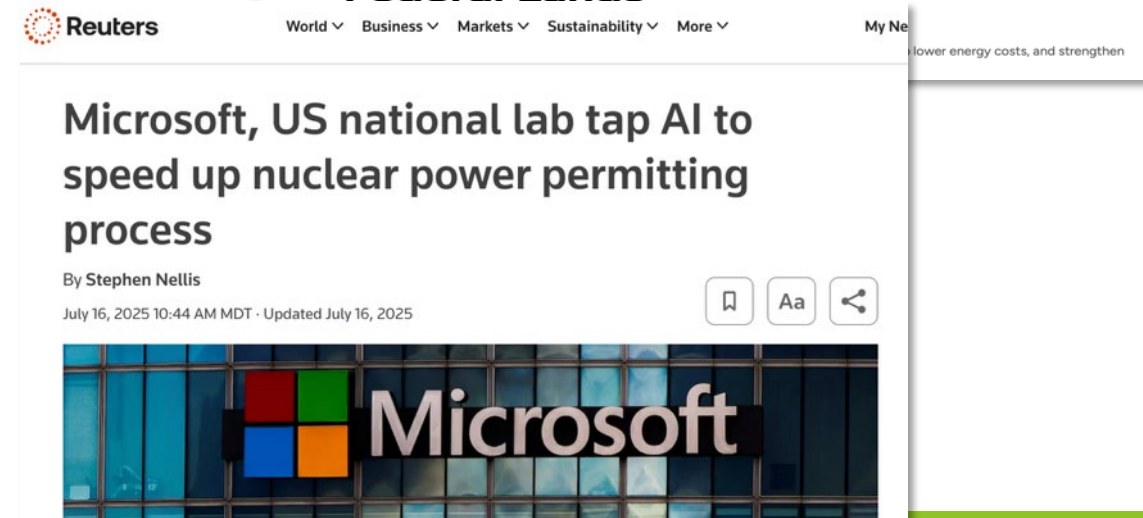 Reuters
World Business Markets Sustainability More My Ne
lower energy costs, and strengthen
Microsoft, US national lab tap AI to
speed up nuclear power permitting
process
By Stephen Nellis
July 16, 2025 10:44 AM MDT · Updated July 16, 2025
Aa
Microsoft